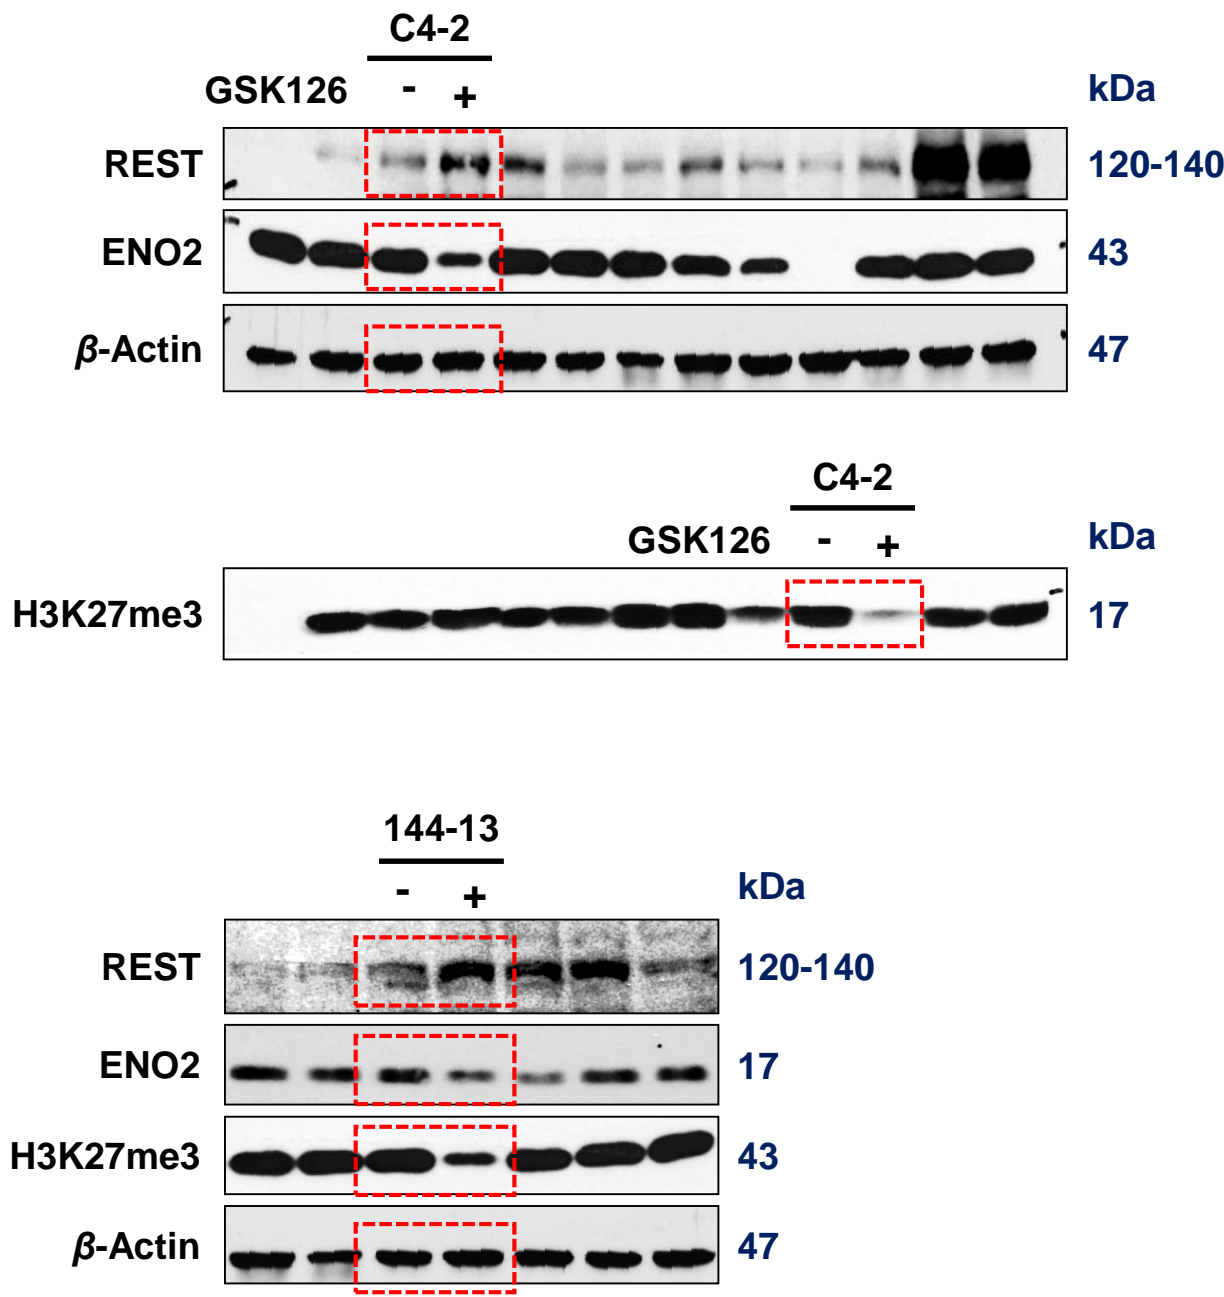 C4-2
GSK126 - + kDa
REST 120-140
ENO2 43
β-Actin 47
C4-2
GSK126 - + kDa
H3K27me3 17
144-13
- + kDa
REST 120-140
ENO2 17
H3K27me3 43
β-Actin 47